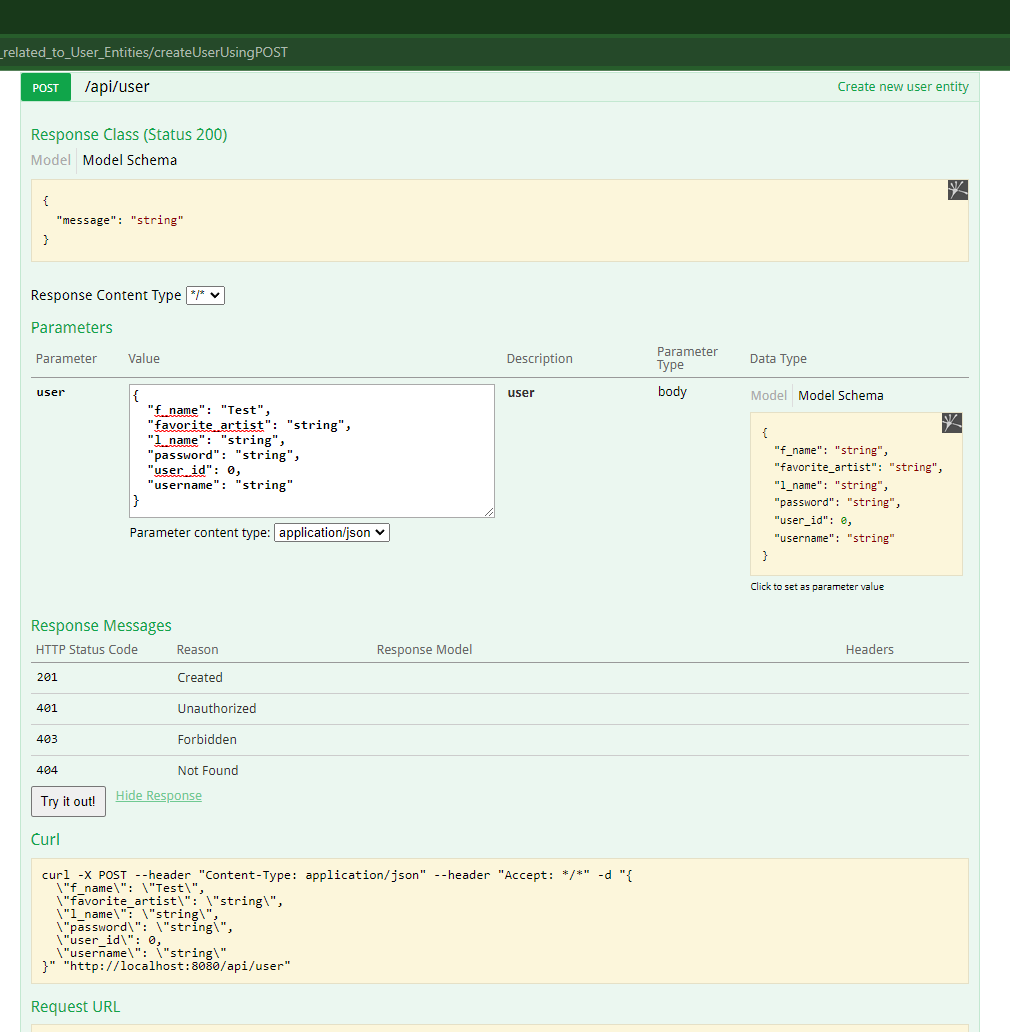 _related_to_User_Entities/createUserUsingPOST
POST /api/user Create new user entity
Response Class (Status 200)
Model Model Schema
{
"message": "string"
}
Response Content Type */*
Parameters
Parameter Value Description Parameter Type Data Type
user
{
"f_name": "Test",
"favorite_artist": "string",
"l_name": "string",
"password": "string",
"user_id": 0,
"username": "string"
}
Parameter content type: application/json
user
body
Model Model Schema
{
"f_name": "string",
"favorite_artist": "string",
"l_name": "string",
"password": "string",
"user_id": 0,
"username": "string"
}
Click to set as parameter value
Response Messages
HTTP Status Code Reason Response Model Headers
201 Created
401 Unauthorized
403 Forbidden
404 Not Found
Try it out! Hide Response
Curl
curl -X POST --header "Content-Type: application/json" --header "Accept: */*" -d "{
\"f_name\": \"Test\",
\"favorite_artist\": \"string\",
\"l_name\": \"string\",
\"password\": \"string\",
\"user_id\": 0,
\"username\": \"string\"
}" "http://localhost:8080/api/user"
Request URL